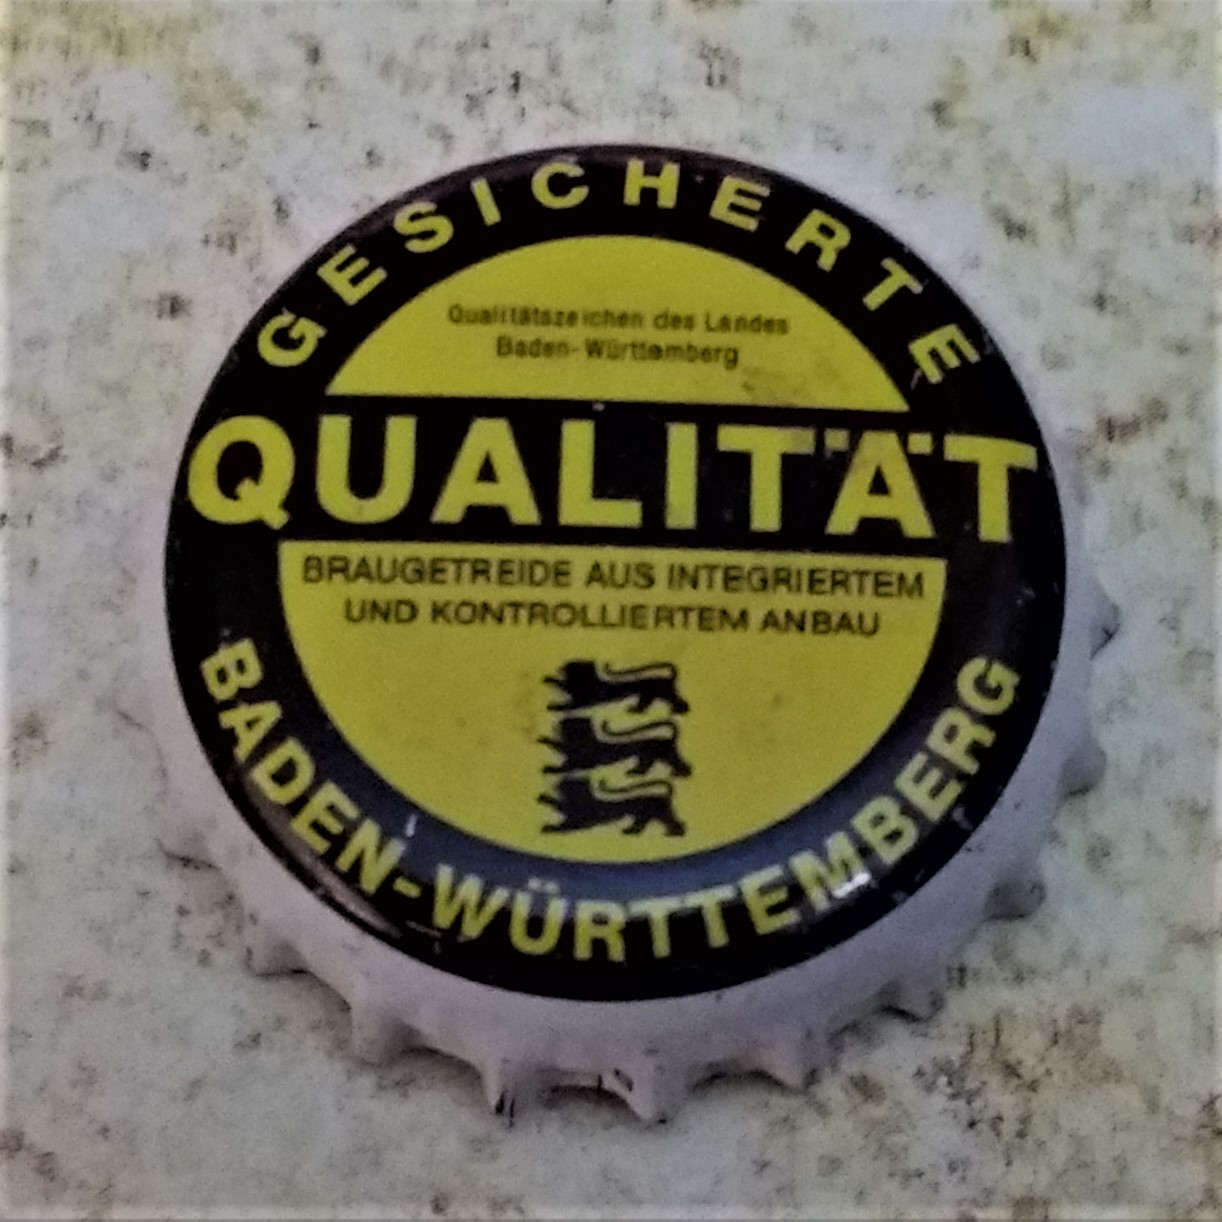 GESICHERTE
Qualitätszeichen des Landes
Baden-Württemberg
QUALITÄT
BRAUGETREIDE AUS INTEGRIERTEM
UND KONTROLLIERTEM ANBAU
BADEN-WÜRTTEMBERG